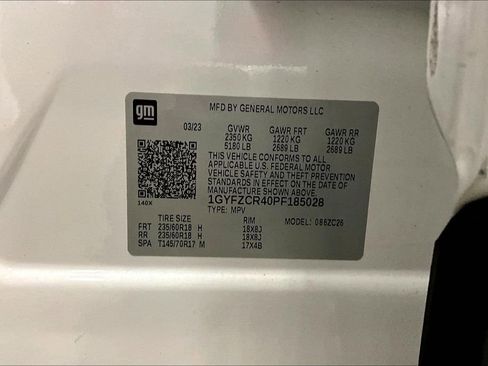 gm
MFD BY GENERAL MOTORS LLC
03/23 GVWR GAWR FRT GAWR RR
2350 KG 1220 KG 1220 KG
5180 LB 2689 LB 2689 LB
THIS VEHICLE CONFORMS TO ALL
APPLICABLE U.S. FEDERAL MOTOR
VEHICLE SAFETY AND THEFT PREVENTION
STANDARDS IN EFFECT ON THE DATE OF
MANUFACTURE SHOWN ABOVE.
140X 1GYFZCR40PF185028
TYPE: MPV MODEL: 086ZC26
TIRE SIZE RIM
FRT 235/60R18 H 18X8J
RR 235/60R18 H 18X8J
SPA T145/70R17 M 17X4B